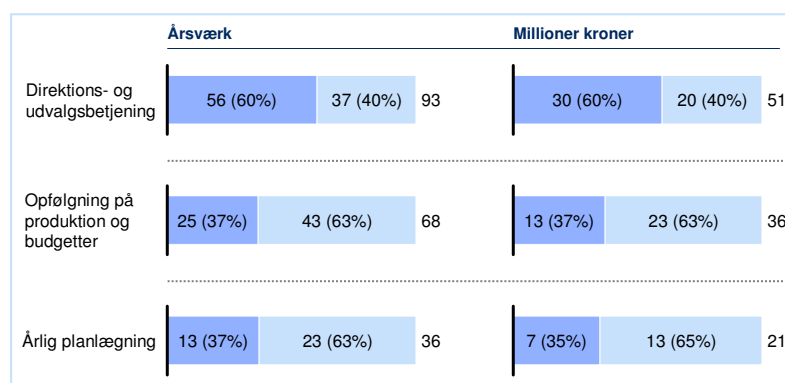 Årsværk
Millioner kroner
Direktions- og
udvalgsbetjening
56 (60%)
37 (40%)
93
30 (60%)
20 (40%)
51
Opfølgning på
produktion og
budgetter
25 (37%)
43 (63%)
68
13 (37%)
23 (63%)
36
Årlig planlægning
13 (37%)
23 (63%)
36
7 (35%)
13 (65%)
21